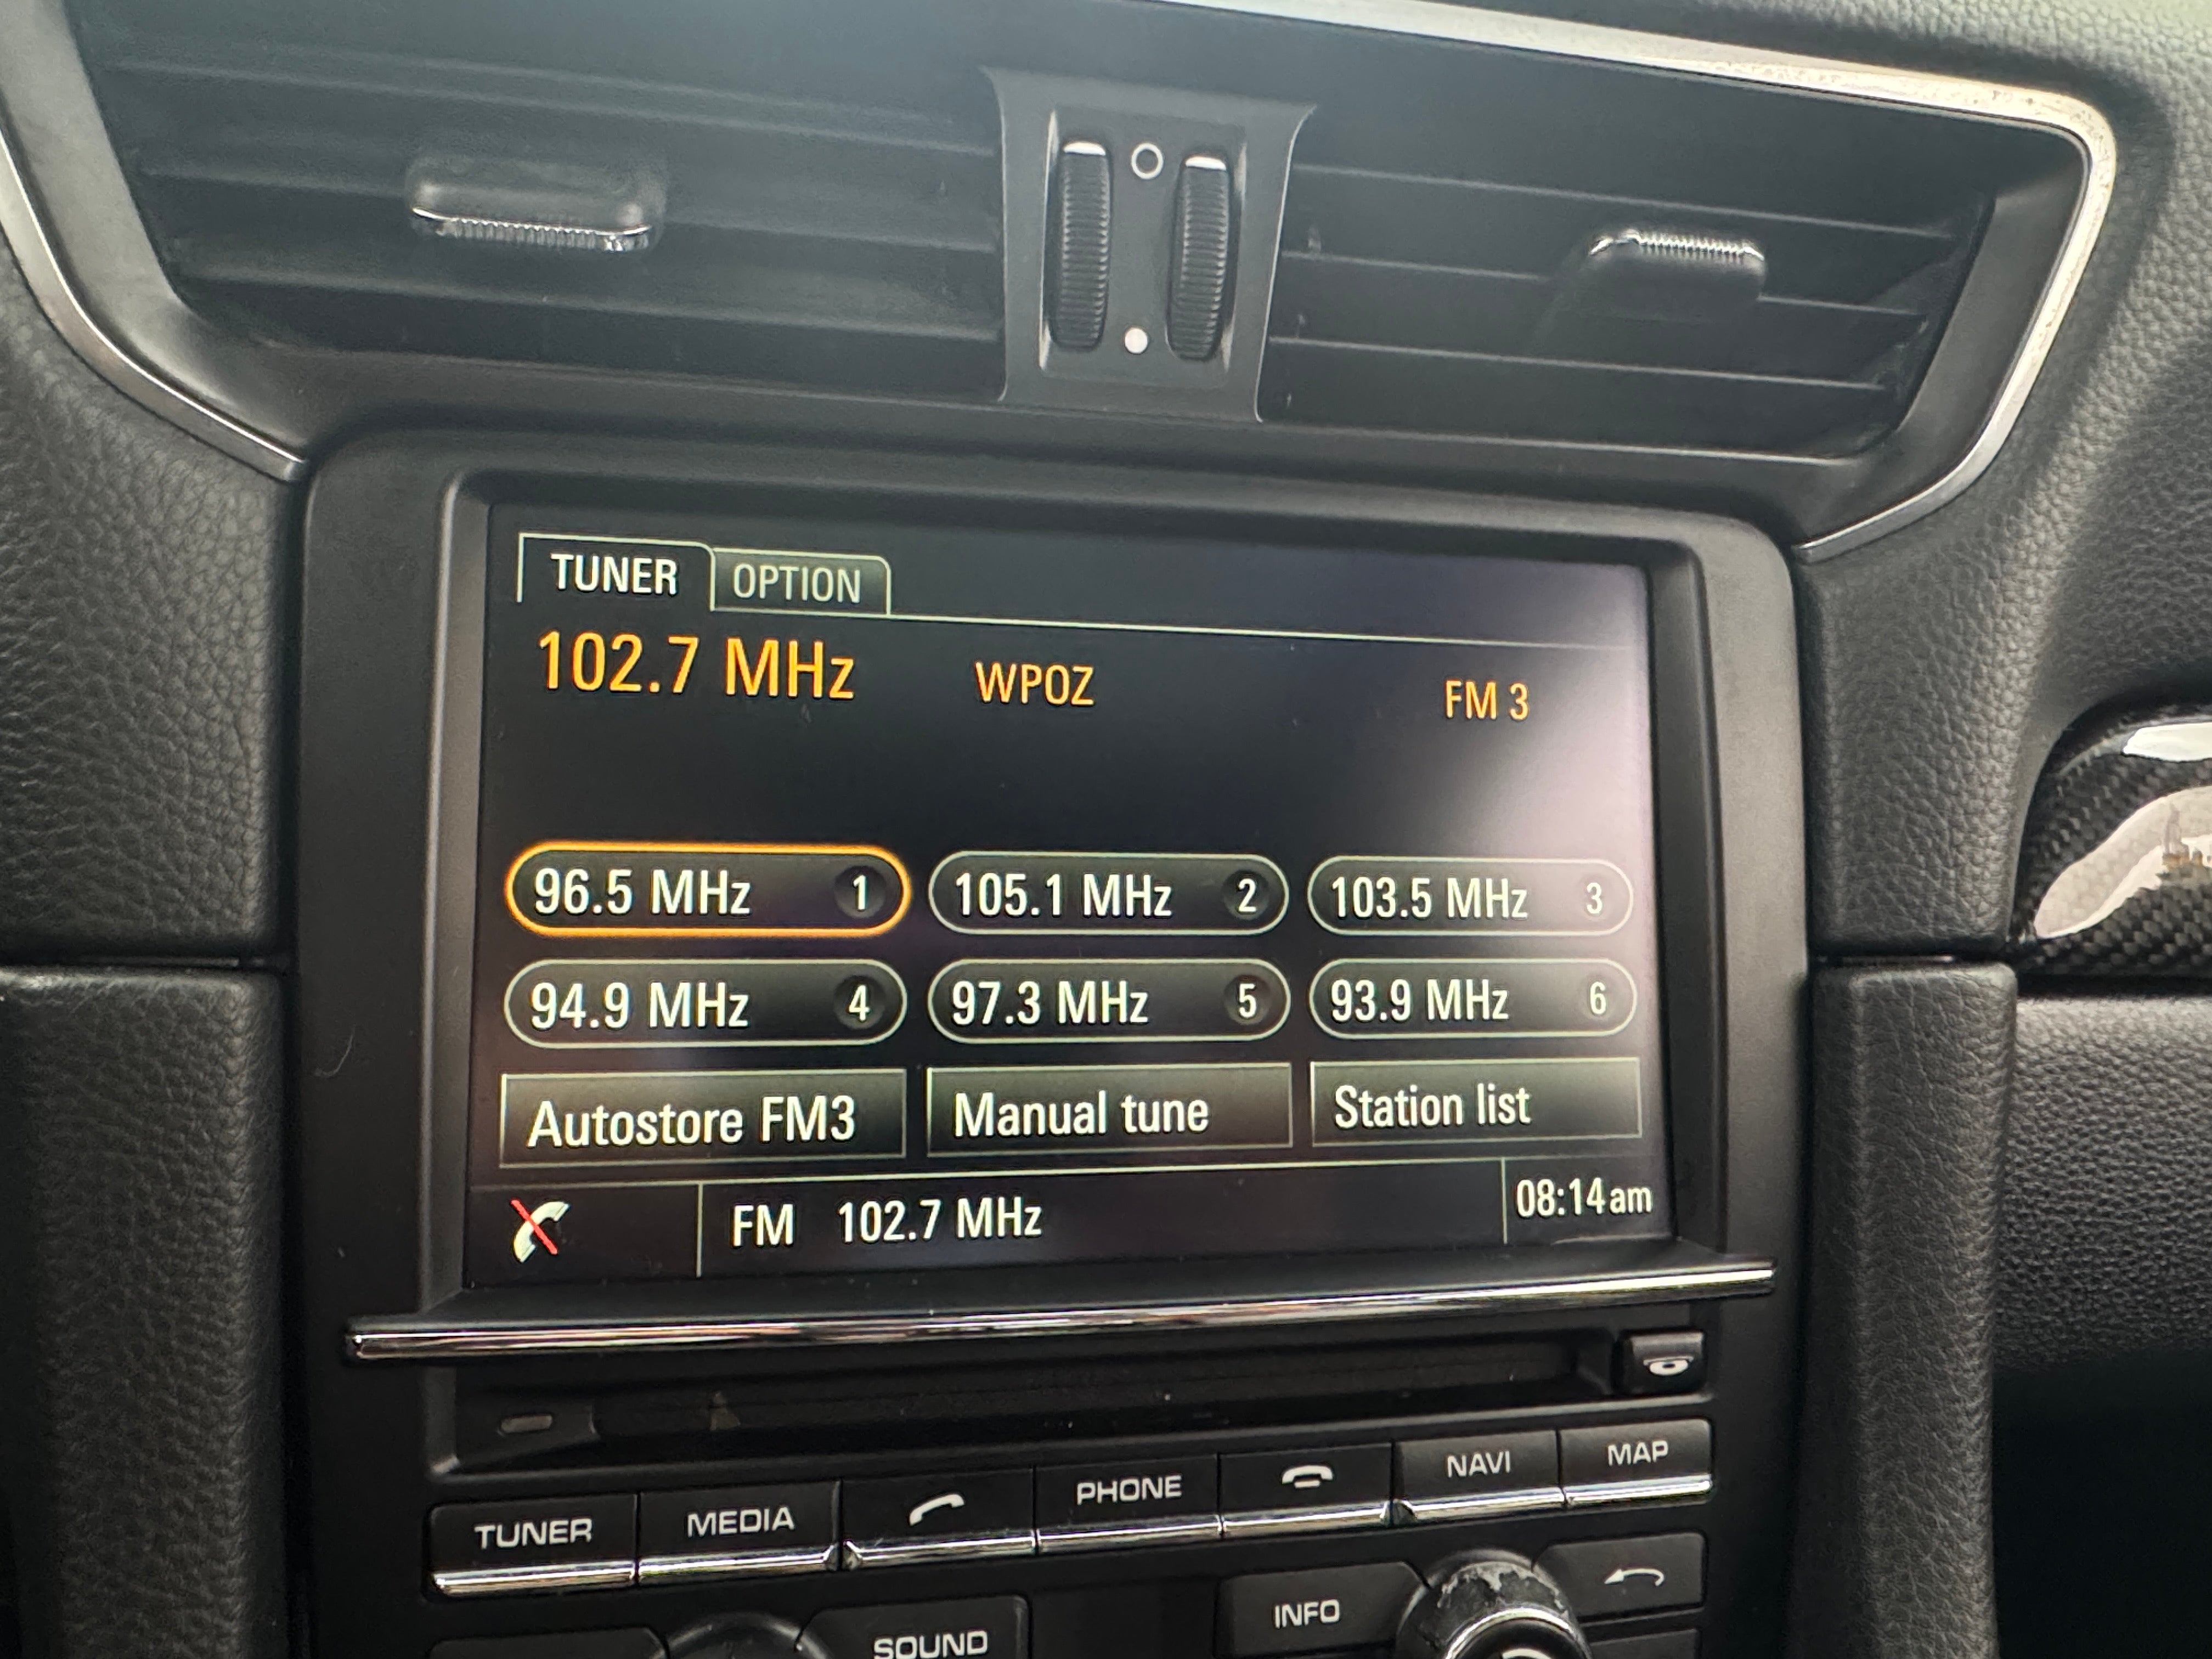 TUNER OPTION
102.7 MHz WPOZ FM 3
96.5 MHz 1 105.1 MHz 2 103.5 MHz 3
94.9 MHz 4 97.3 MHz 5 93.9 MHz 6
Autostore FM3 Manual tune Station list
FM 102.7 MHz 08:14am
TUNER MEDIA PHONE NAVI MAP
SOUND INFO